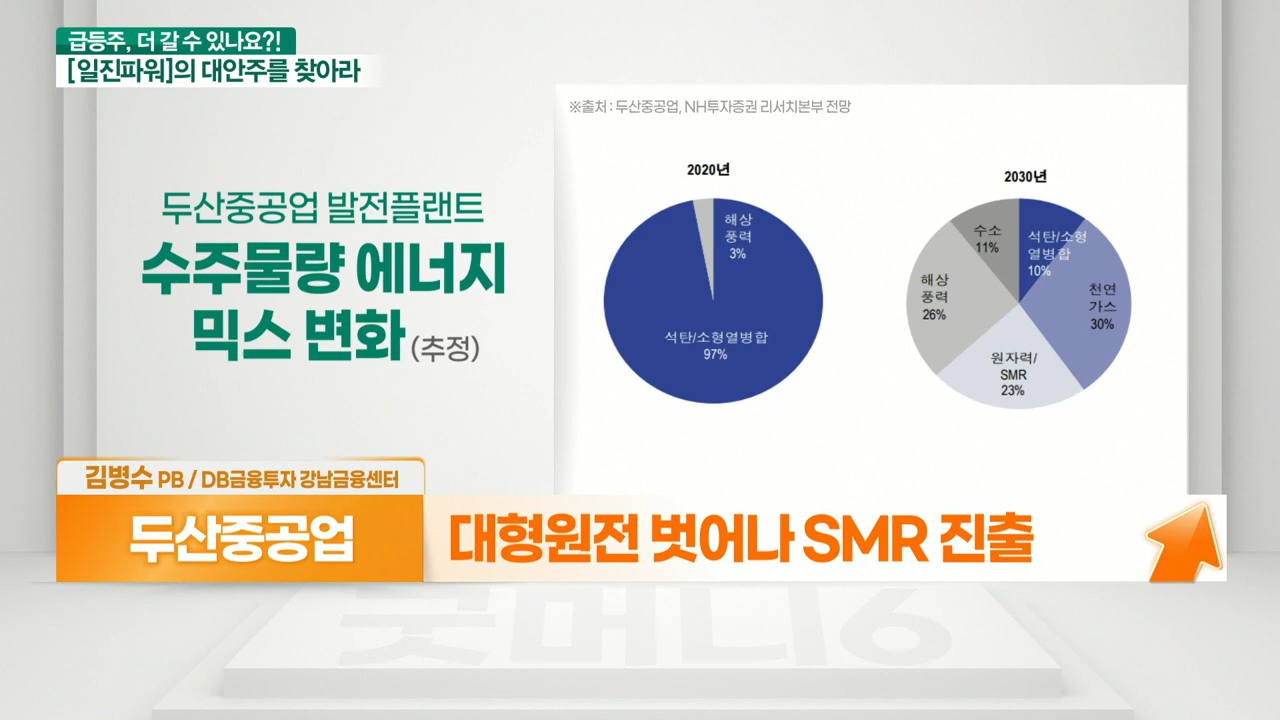 급등주, 더 갈 수 있나요?!
[일진파워]의 대안주를 찾아라
※출처 : 두산중공업, NH투자증권 리서치본부 전망
두산중공업 발전플랜트
수주물량 에너지
믹스 변화 (추정)
2020년
해상
풍력
3%
석탄/소형열병합
97%
2030년
수소
11%
석탄/소형
열병합
10%
해상
풍력
26%
천연
가스
30%
원자력/
SMR
23%
김병수 PB / DB금융투자 강남금융센터
두산중공업
대형원전 벗어나 SMR 진출
굿머니6